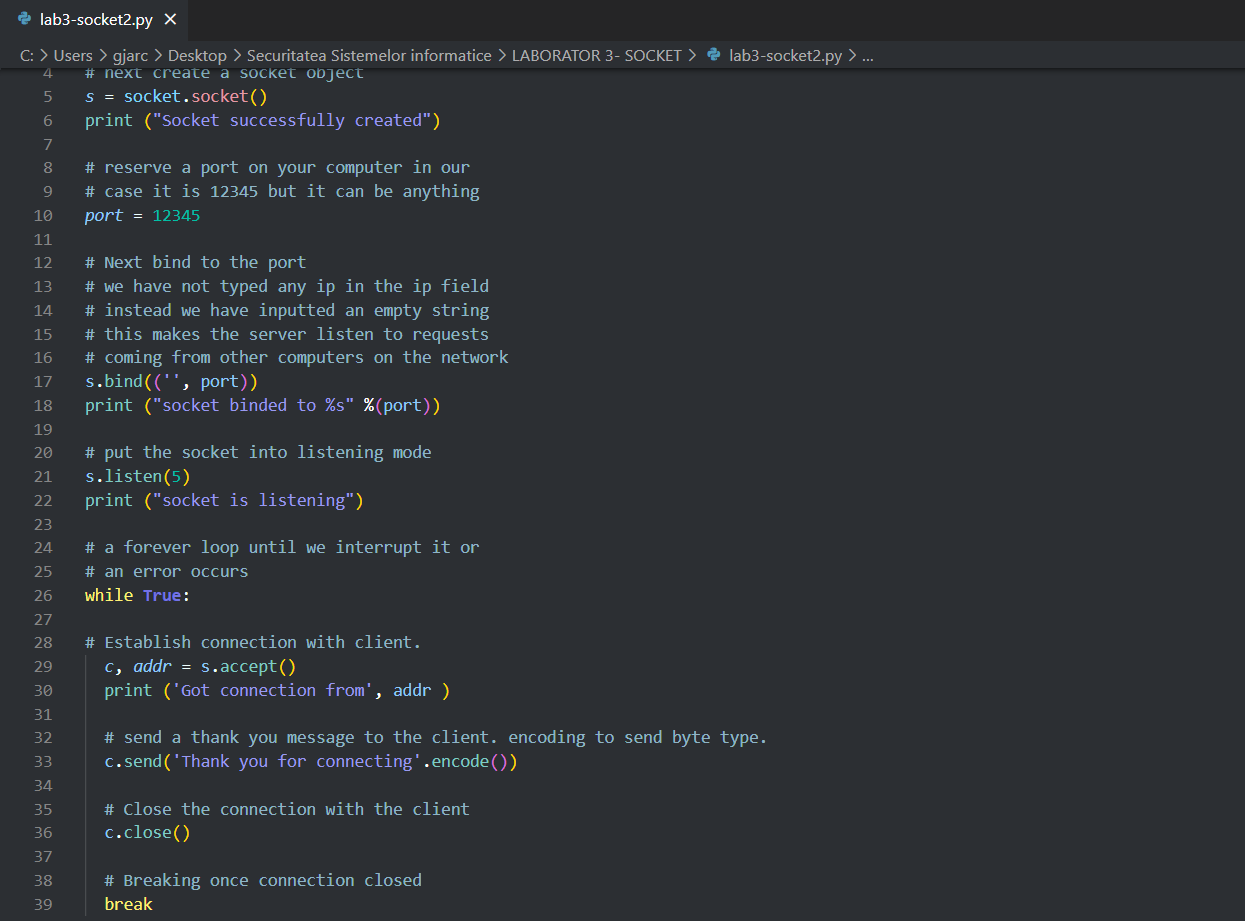 lab3-socket2.py ✕
C: > Users > gjarc > Desktop > Securitatea Sistemelor informatice > LABORATOR 3- SOCKET > lab3-socket2.py > ...
4 # next create a socket object
5 s = socket.socket()
6 print ("Socket successfully created")
7
8 # reserve a port on your computer in our
9 # case it is 12345 but it can be anything
10 port = 12345
11
12 # Next bind to the port
13 # we have not typed any ip in the ip field
14 # instead we have inputted an empty string
15 # this makes the server listen to requests
16 # coming from other computers on the network
17 s.bind(('', port))
18 print ("socket binded to %s" %(port))
19
20 # put the socket into listening mode
21 s.listen(5)
22 print ("socket is listening")
23
24 # a forever loop until we interrupt it or
25 # an error occurs
26 while True:
27
28 # Establish connection with client.
29   c, addr = s.accept()
30   print ('Got connection from', addr )
31
32   # send a thank you message to the client. encoding to send byte type.
33   c.send('Thank you for connecting'.encode())
34
35   # Close the connection with the client
36   c.close()
37
38   # Breaking once connection closed
39   break